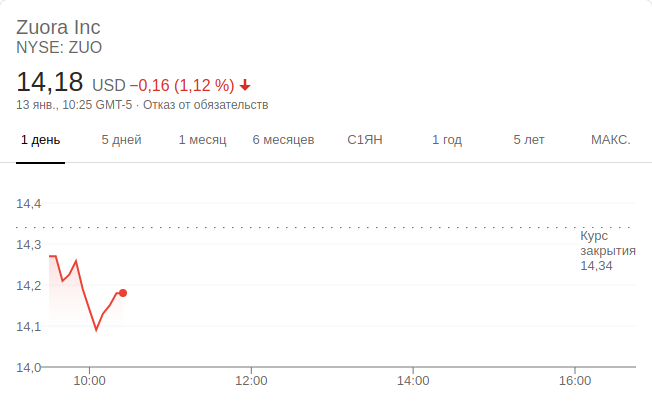 Zuora Inc
NYSE: ZUO
14,18 USD −0,16 (1,12 %)
13 янв., 10:25 GMT-5 · Отказ от обязательств
1 день 5 дней 1 месяц 6 месяцев С1ЯН 1 год 5 лет МАКС.
14,4
Курс
закрытия
14,34
14,3
14,2
14,1
14,0
10:00 12:00 14:00 16:00